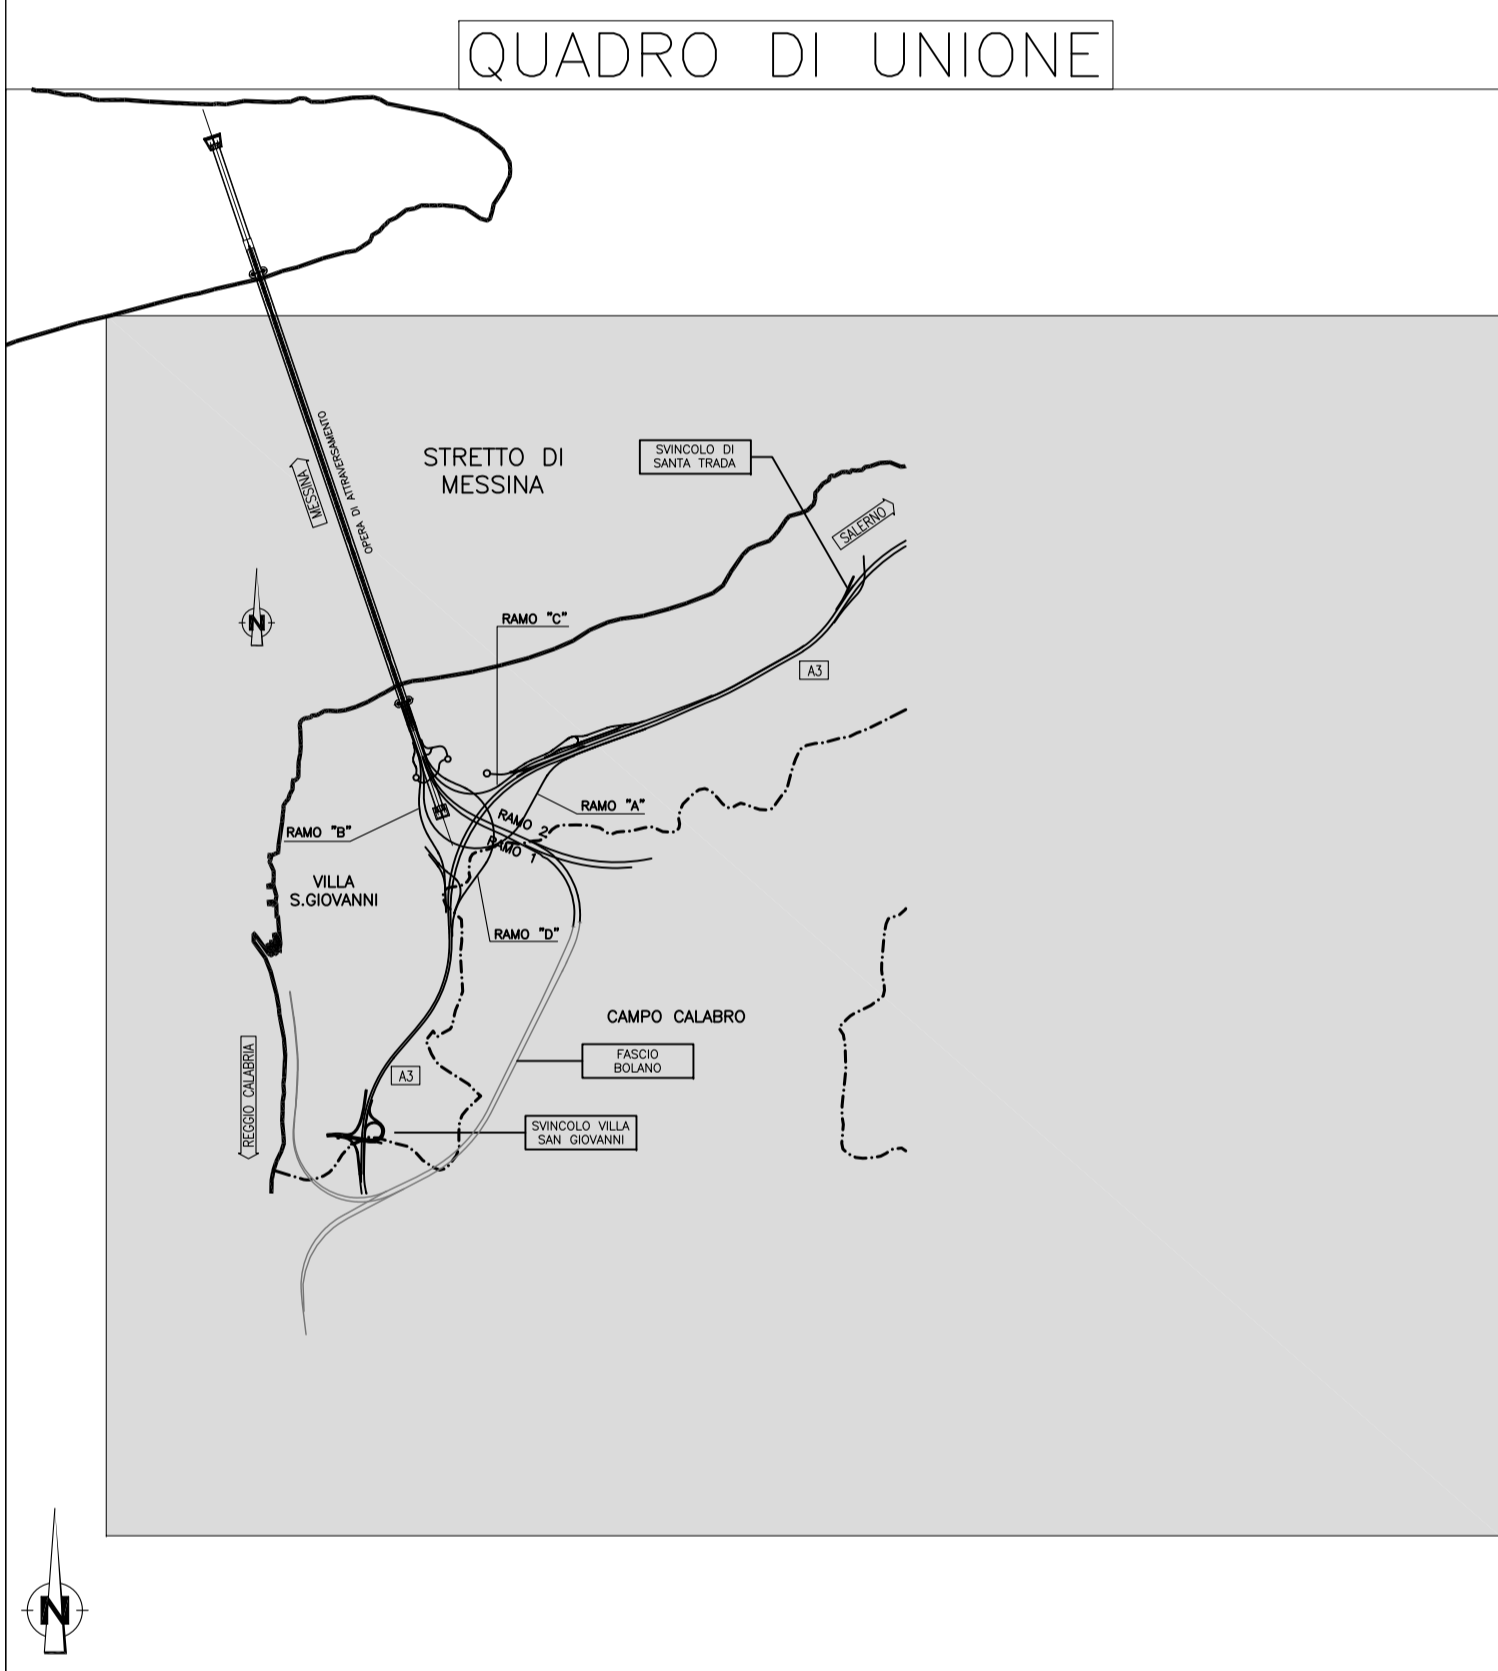 QUADRO DI UNIONE
OPERA DI ATTRAVERSAMENTO
MESSINA
STRETTO DI
MESSINA
SVINCOLO DI
SANTA TRADA
SALERNO
N
RAMO "C"
A3
RAMO "A"
RAMO 2
RAMO "B"
RAMO 1
VILLA
S.GIOVANNI
RAMO "D"
CAMPO CALABRO
FASCIO
BOLANO
REGGIO CALABRIA
A3
SVINCOLO VILLA
SAN GIOVANNI
N